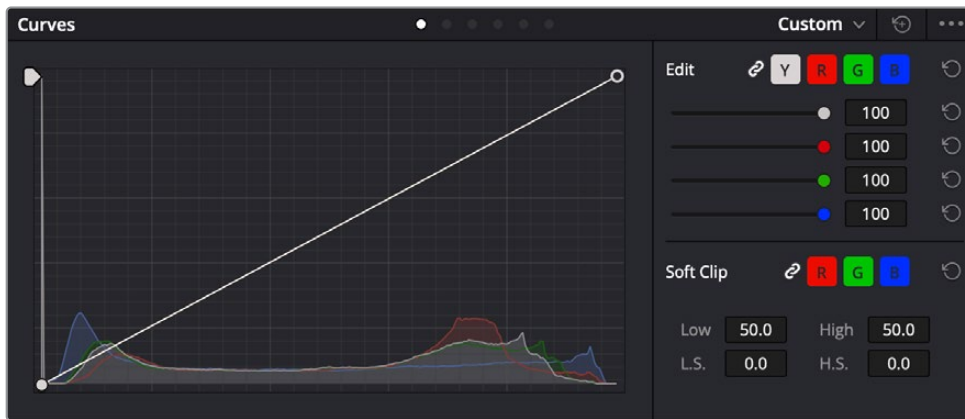 Curves
Custom
Edit Y R G B
100
100
100
100
Soft Clip R G B
Low 50.0 High 50.0
L.S. 0.0 H.S. 0.0